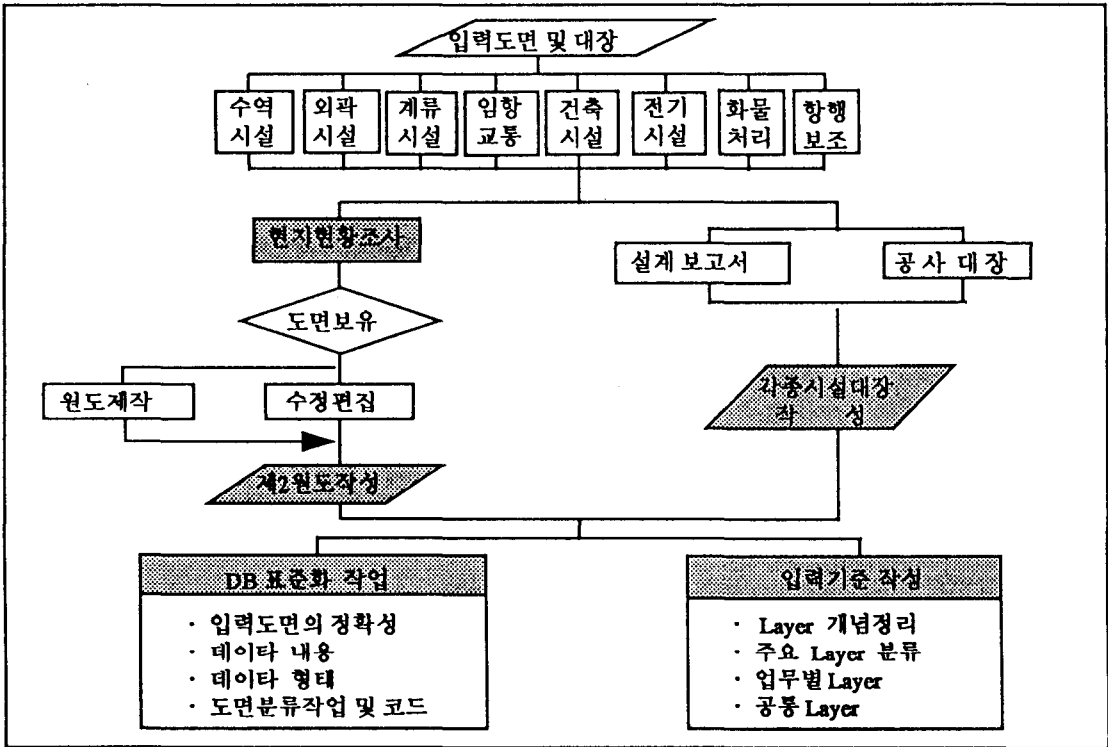 입력도면 및 대장
수역
시설
외곽
시설
계류
시설
임항
교통
건축
시설
전기
시설
화물
처리
항행
보조
현지현황조사
설계 보고서
공사 대장
도면보유
원도제작
수정편집
각종시설대장
작 성
제2원도작성
DB 표준화 작업
· 입력도면의 정확성
· 데이타 내용
· 데이타 형태
· 도면분류작업 및 코드
입력기준 작성
· Layer 개념정리
· 주요 Layer 분류
· 업무별 Layer
· 공통 Layer